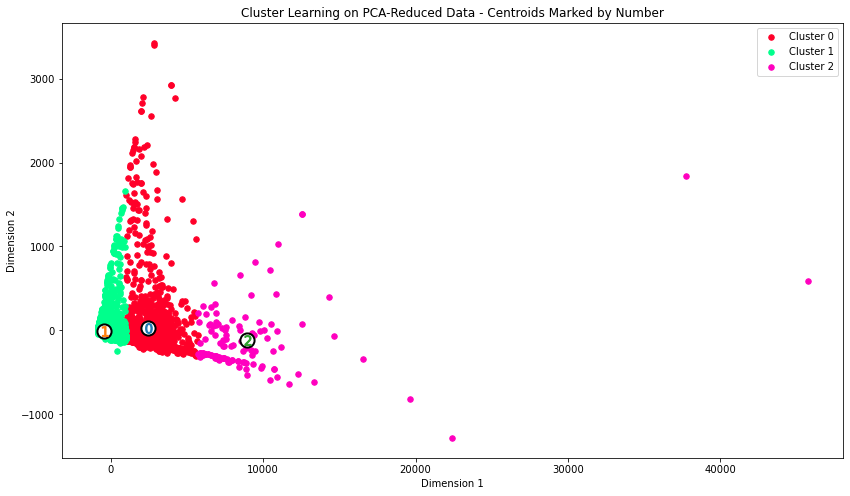 Cluster Learning on PCA-Reduced Data - Centroids Marked by Number
Cluster 0
Cluster 1
Cluster 2
3000
2000
1000
0
−1000
Dimension 2
1
0
2
0
10000
20000
30000
40000
Dimension 1